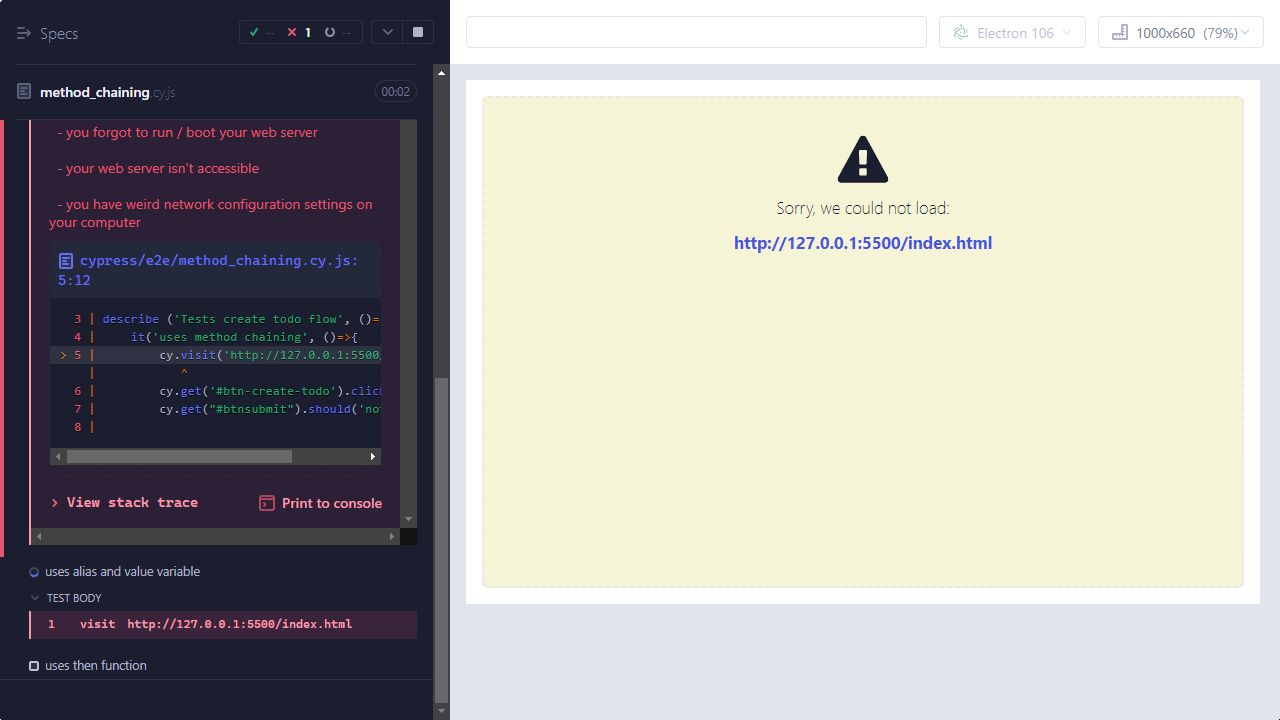 Specs
--
1
--
method_chaining.cy.js
00:02
- you forgot to run / boot your web server
- your web server isn't accessible
- you have weird network configuration settings on
your computer
cypress/e2e/method_chaining.cy.js:
5:12
3 | describe ('Tests create todo flow', ()=
4 | it('uses method chaining', ()=>{
> 5 | cy.visit('http://127.0.0.1:5500
| ^
6 | cy.get('#btn-create-todo').click
7 | cy.get("#btnsubmit").should('not
8 |
> View stack trace
Print to console
uses alias and value variable
TEST BODY
1 visit http://127.0.0.1:5500/index.html
uses then function
Electron 106
1000x660 (79%)
Sorry, we could not load:
http://127.0.0.1:5500/index.html